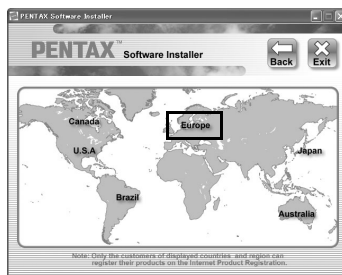 PENTAX Software Installer
PENTAX™ Software Installer
Back Exit
Canada
Europe
U.S.A
Japan
Brazil
Australia
Note: Only the customers of displayed countries and region can
register their products on the Internet Product Registration.